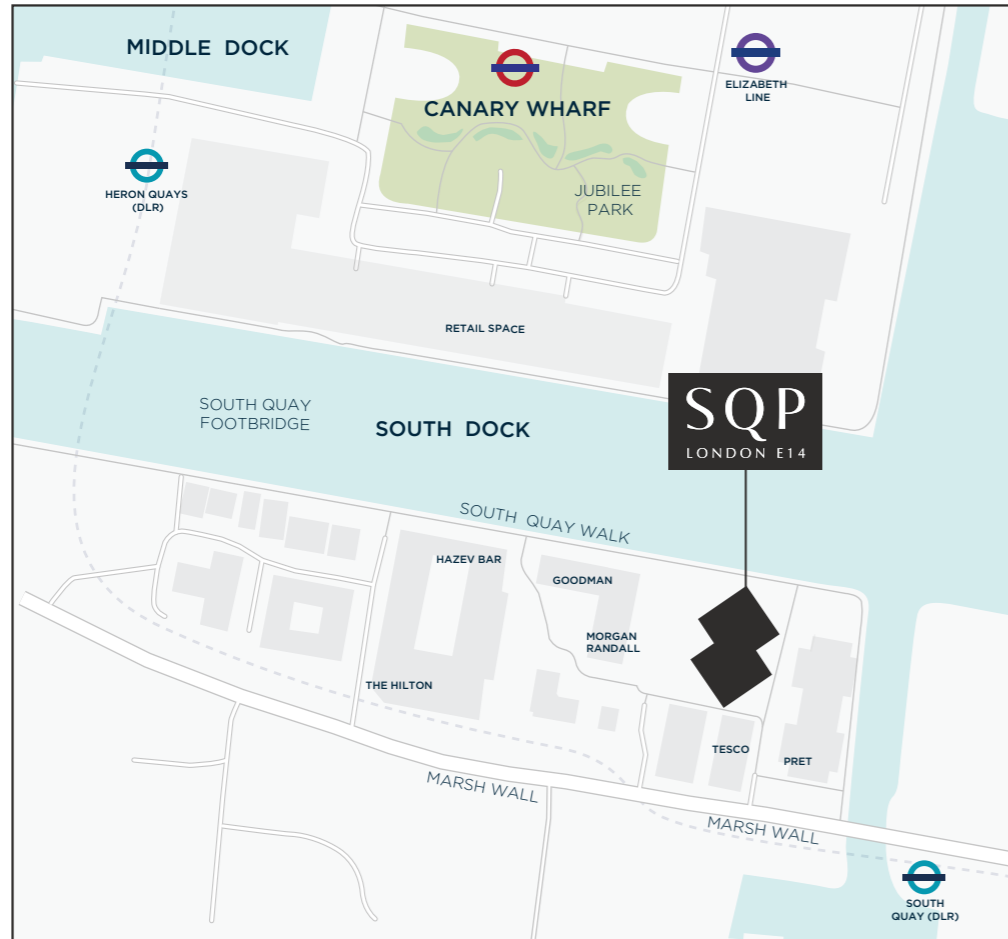 MIDDLE DOCK
CANARY WHARF
ELIZABETH
LINE
HERON QUAYS
(DLR)
JUBILEE
PARK
RETAIL SPACE
SOUTH QUAY
FOOTBRIDGE
SOUTH DOCK
SQP
LONDON E14
SOUTH QUAY WALK
HAZEV BAR
GOODMAN
MORGAN
RANDALL
THE HILTON
TESCO
PRET
MARSH WALL
MARSH WALL
SOUTH
QUAY (DLR)